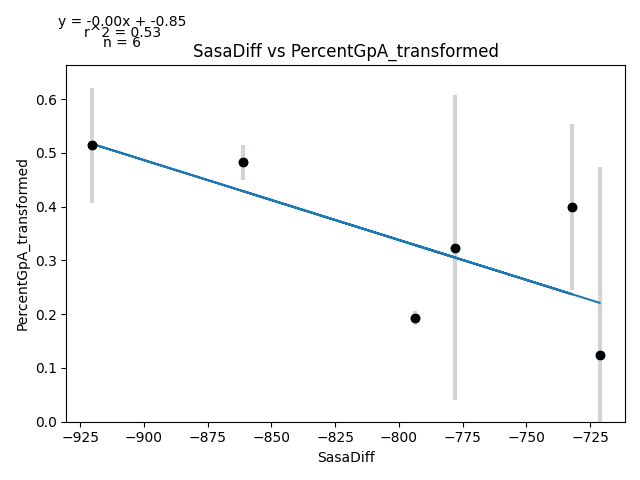 y = -0.00x + -0.85
r^2 = 0.53
n = 6
SasaDiff vs PercentGpA_transformed
PercentGpA_transformed
0.6
0.5
0.4
0.3
0.2
0.1
0.0
−925 −900 −875 −850 −825 −800 −775 −750 −725
SasaDiff